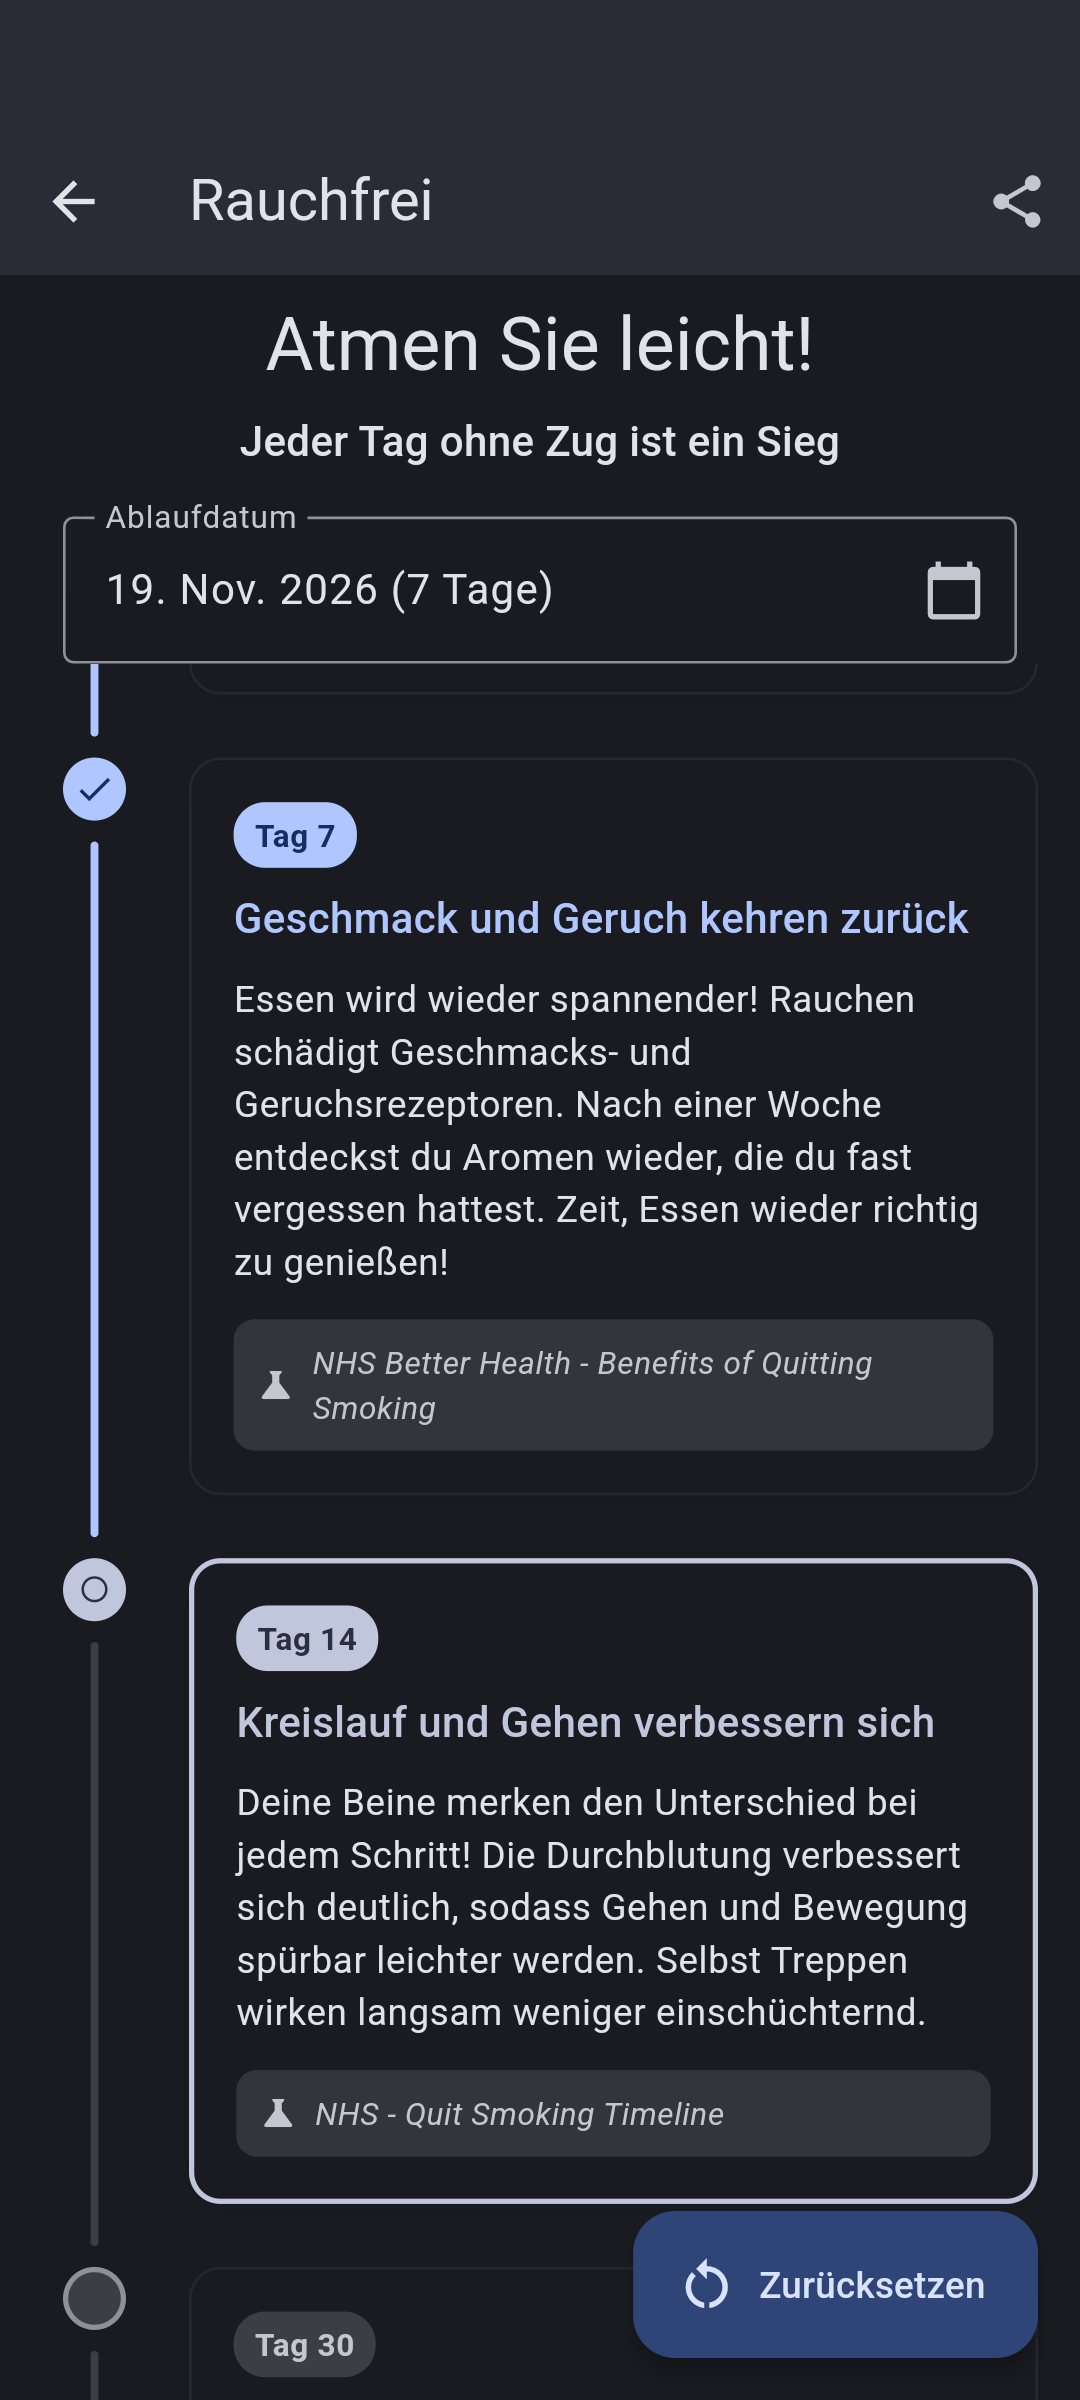 Rauchfrei
Atmen Sie leicht!
Jeder Tag ohne Zug ist ein Sieg
Ablaufdatum
19. Nov. 2026 (7 Tage)
Tag 7
Geschmack und Geruch kehren zurück
Essen wird wieder spannender! Rauchen
schädigt Geschmacks- und
Geruchsrezeptoren. Nach einer Woche
entdeckst du Aromen wieder, die du fast
vergessen hattest. Zeit, Essen wieder richtig
zu genießen!
NHS Better Health - Benefits of Quitting
Smoking
Tag 14
Kreislauf und Gehen verbessern sich
Deine Beine merken den Unterschied bei
jedem Schritt! Die Durchblutung verbessert
sich deutlich, sodass Gehen und Bewegung
spürbar leichter werden. Selbst Treppen
wirken langsam weniger einschüchternd.
NHS - Quit Smoking Timeline
Zurücksetzen
Tag 30